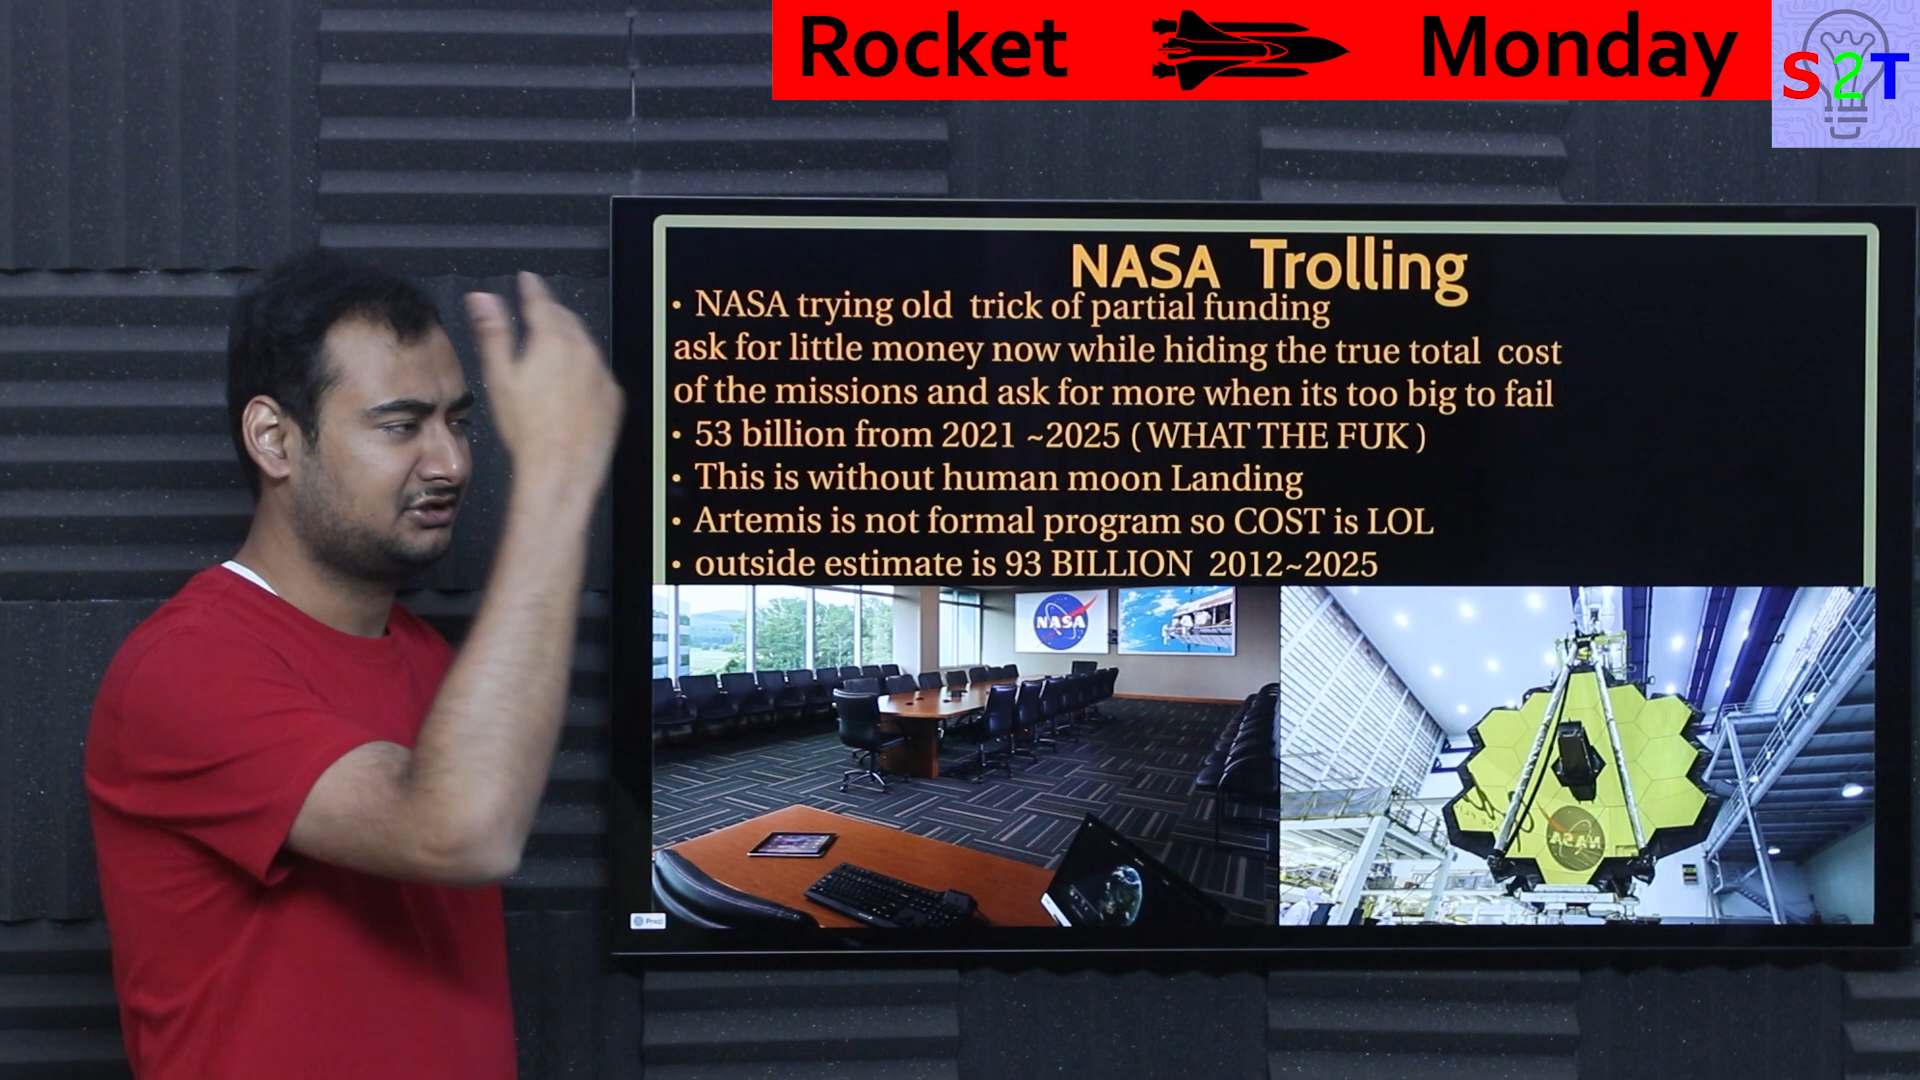 Rocket Monday
S2T
NASA Trolling
• NASA trying old trick of partial funding
ask for little money now while hiding the true total cost
of the missions and ask for more when its too big to fail
• 53 billion from 2021 ~2025 ( WHAT THE FUK )
• This is without human moon Landing
• Artemis is not formal program so COST is LOL
• outside estimate is 93 BILLION 2012~2025
NASA
NASA
Prezi